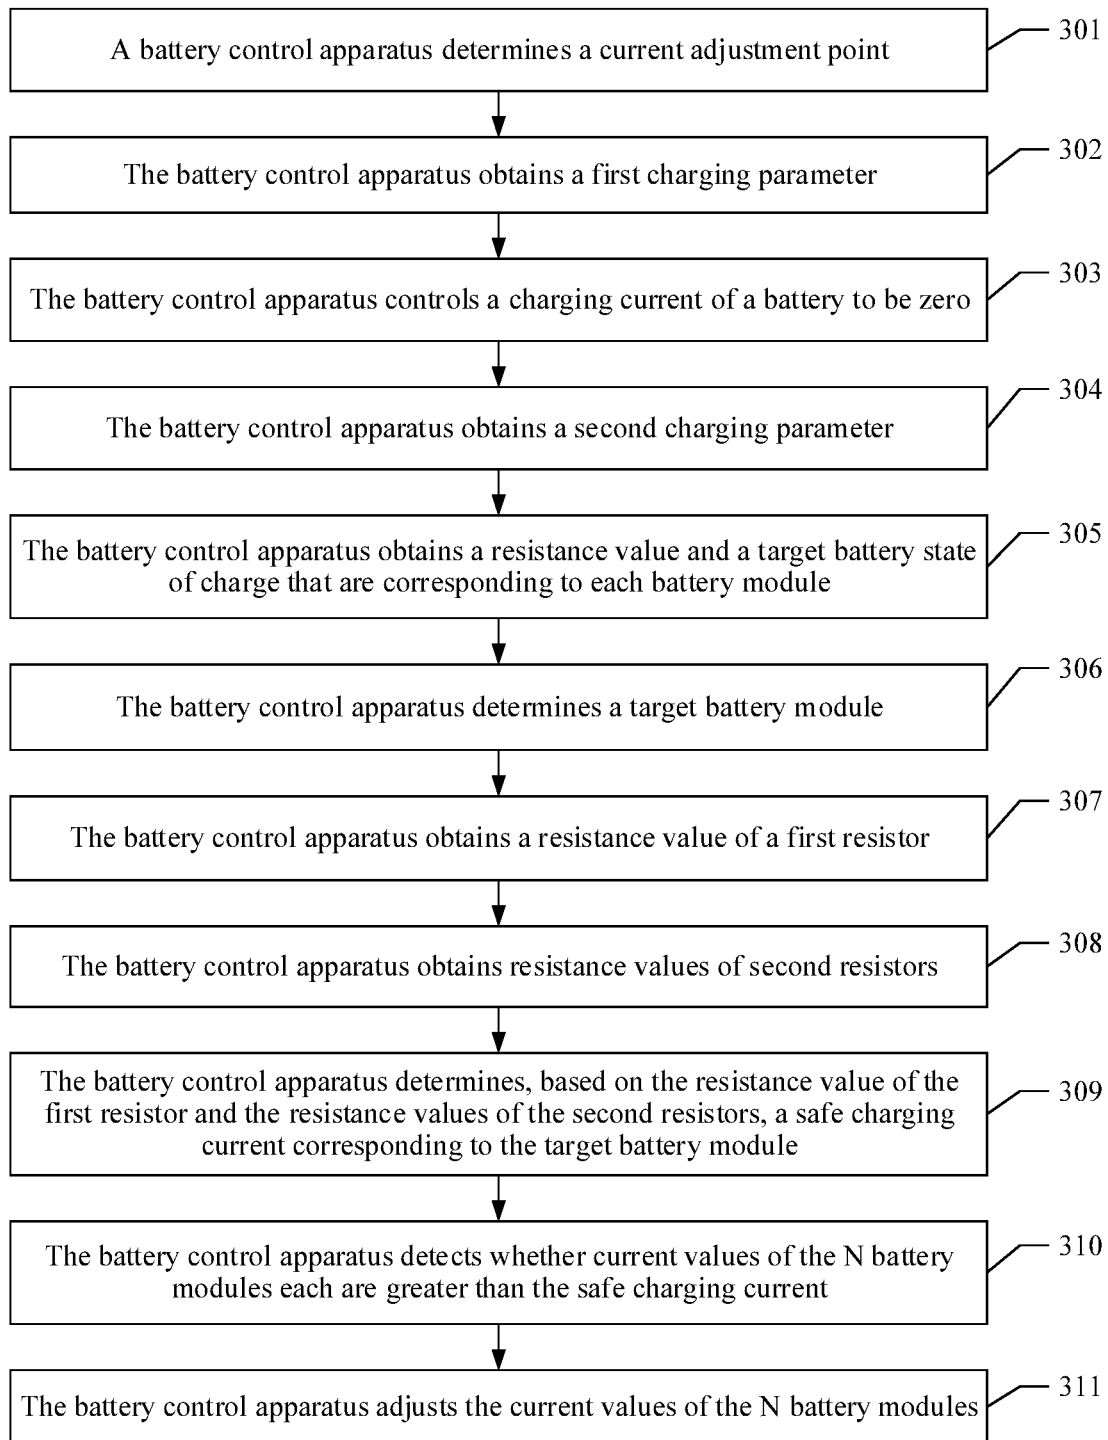 A battery control apparatus determines a current adjustment point
301
The battery control apparatus obtains a first charging parameter
302
The battery control apparatus controls a charging current of a battery to be zero
303
The battery control apparatus obtains a second charging parameter
304
The battery control apparatus obtains a resistance value and a target battery state
of charge that are corresponding to each battery module
305
The battery control apparatus determines a target battery module
306
The battery control apparatus obtains a resistance value of a first resistor
307
The battery control apparatus obtains resistance values of second resistors
308
The battery control apparatus determines, based on the resistance value of the
first resistor and the resistance values of the second resistors, a safe charging
current corresponding to the target battery module
309
The battery control apparatus detects whether current values of the N battery
modules each are greater than the safe charging current
310
The battery control apparatus adjusts the current values of the N battery modules
311